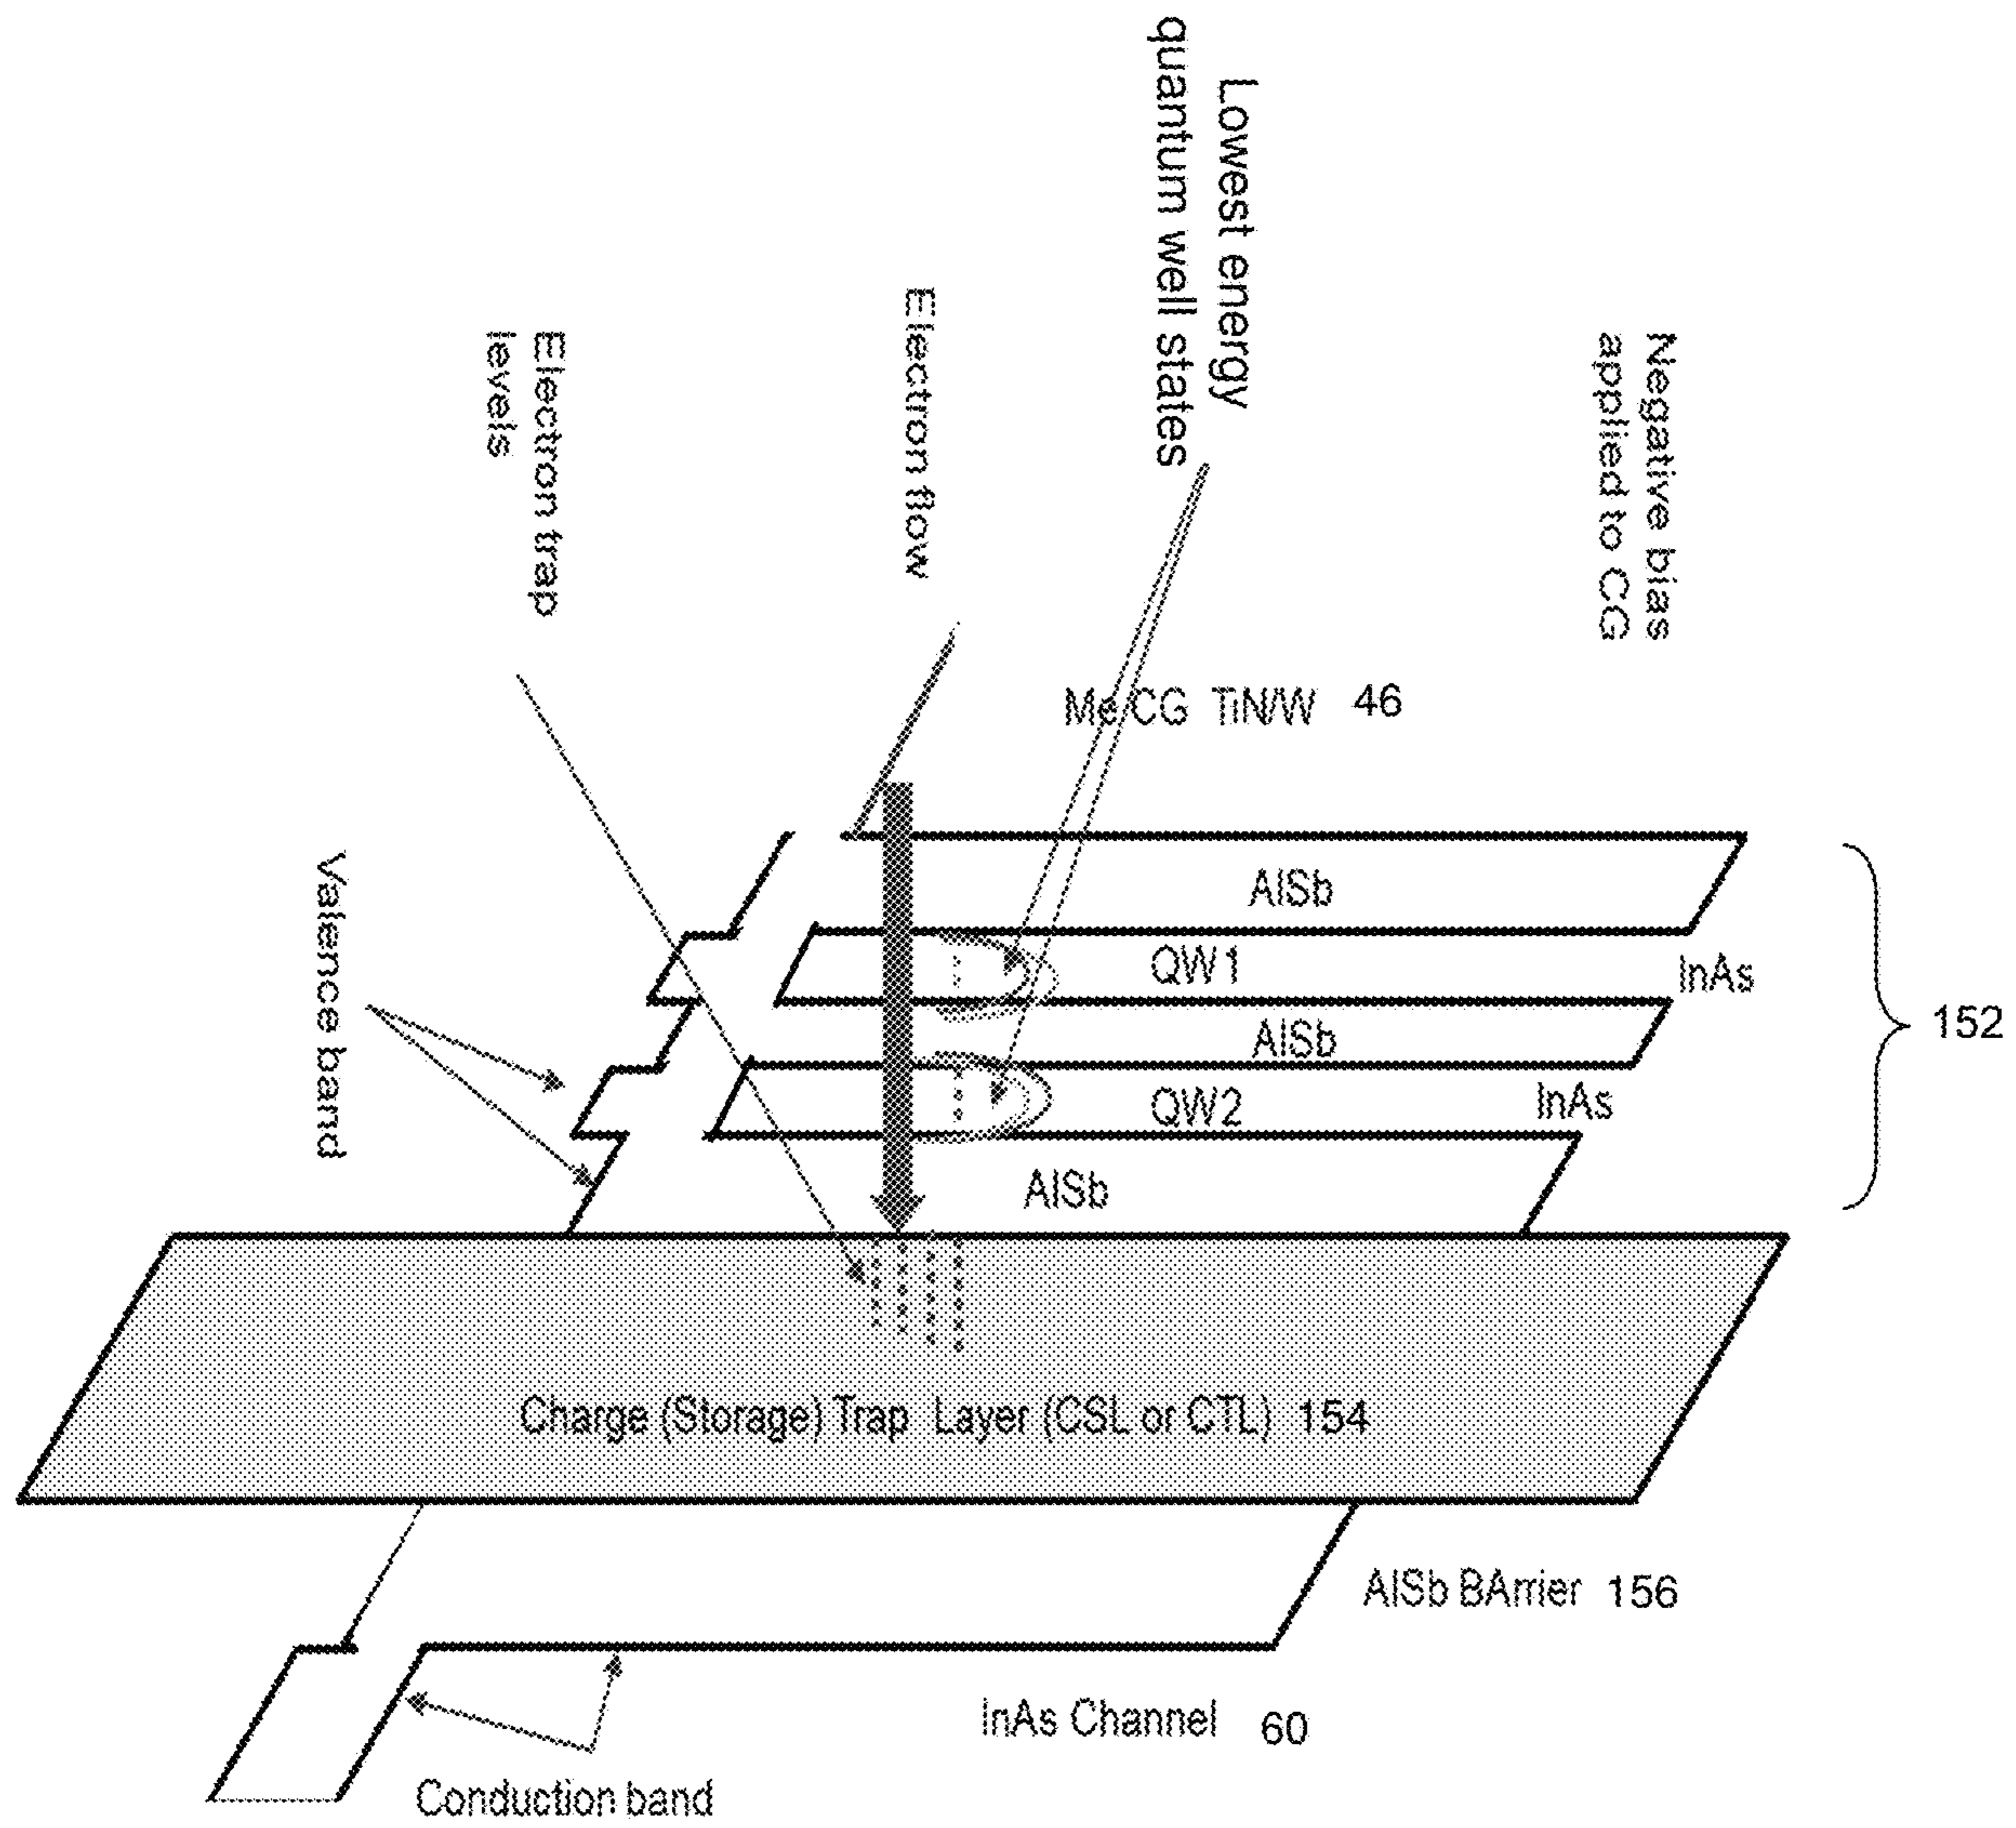 Lowest energy
quantum well states
Negative bias
applied to CG
Electron flow
Electron trap
levels
Me/CG TiN/W 46
Valence band
AlSb
QW1
InAs
AlSb
152
QW2
InAs
AlSb
Charge (Storage) Trap Layer (CSL or CTL) 154
AlSb BArrier 156
InAs Channel 60
Conduction band